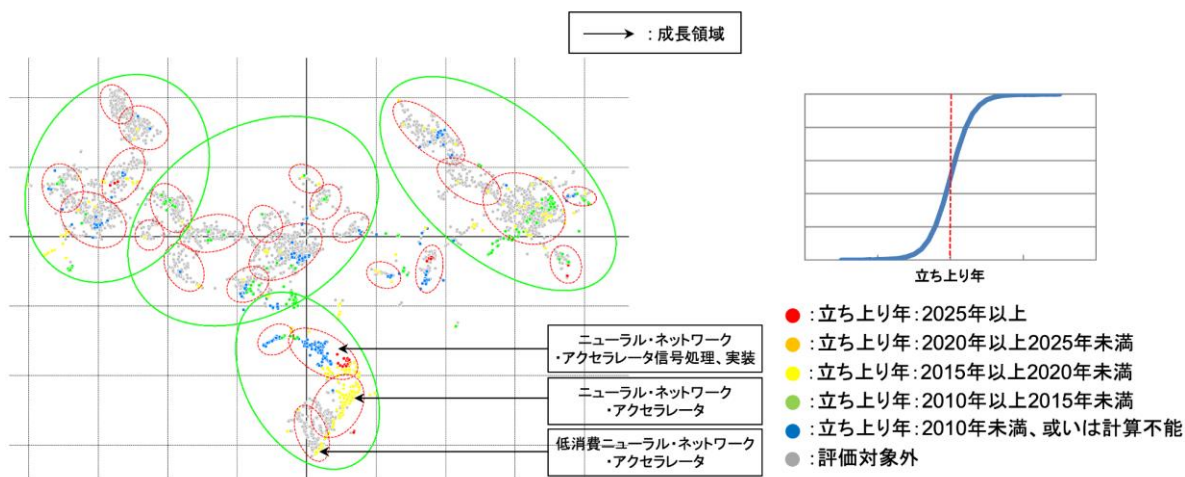 ：成長領域
ニューラル・ネットワーク
・アクセラレータ信号処理、実装
ニューラル・ネットワーク
・アクセラレータ
低消費ニューラル・ネットワーク
・アクセラレータ
立ち上り年
：立ち上り年：2025年以上
：立ち上り年：2020年以上2025年未満
：立ち上り年：2015年以上2020年未満
：立ち上り年：2010年以上2015年未満
：立ち上り年：2010年未満、或いは計算不能
：評価対象外